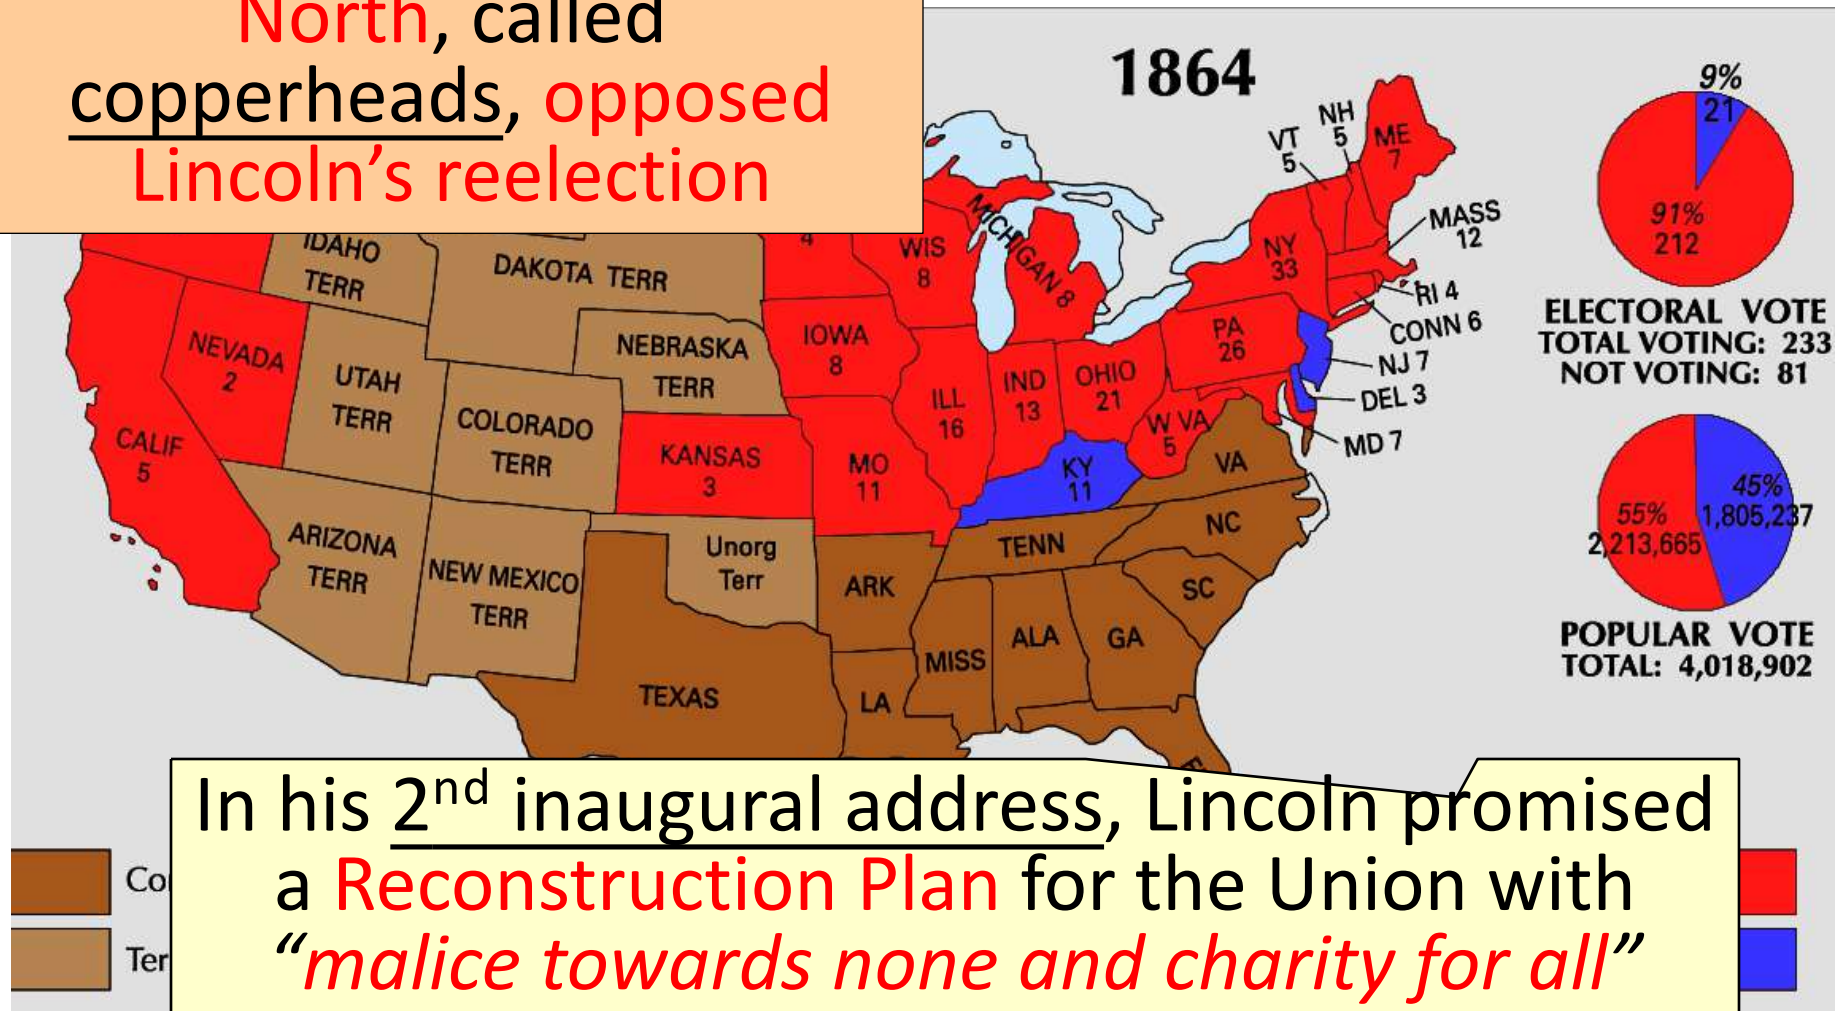 North, called
copperheads, opposed
Lincoln’s reelection
1864
9%
21
91%
212
ELECTORAL VOTE
TOTAL VOTING: 233
NOT VOTING: 81
55%
2,213,665
45%
1,805,237
POPULAR VOTE
TOTAL: 4,018,902
NH
5
VT
5
ME
7
MASS
12
RI 4
CONN 6
NY
33
PA
26
NJ 7
DEL 3
MD 7
MICHIGAN 8
WIS
8
4
IDAHO
TERR
DAKOTA TERR
NEBRASKA
TERR
IOWA
8
NEVADA
2
UTAH
TERR
COLORADO
TERR
KANSAS
3
MO
11
ILL
16
IND
13
OHIO
21
W VA
5
KY
11
VA
CALIF
5
ARIZONA
TERR
NEW MEXICO
TERR
Unorg
Terr
ARK
TENN
NC
SC
MISS
ALA
GA
TEXAS
LA
In his 2nd inaugural address, Lincoln promised
a Reconstruction Plan for the Union with
“malice towards none and charity for all”